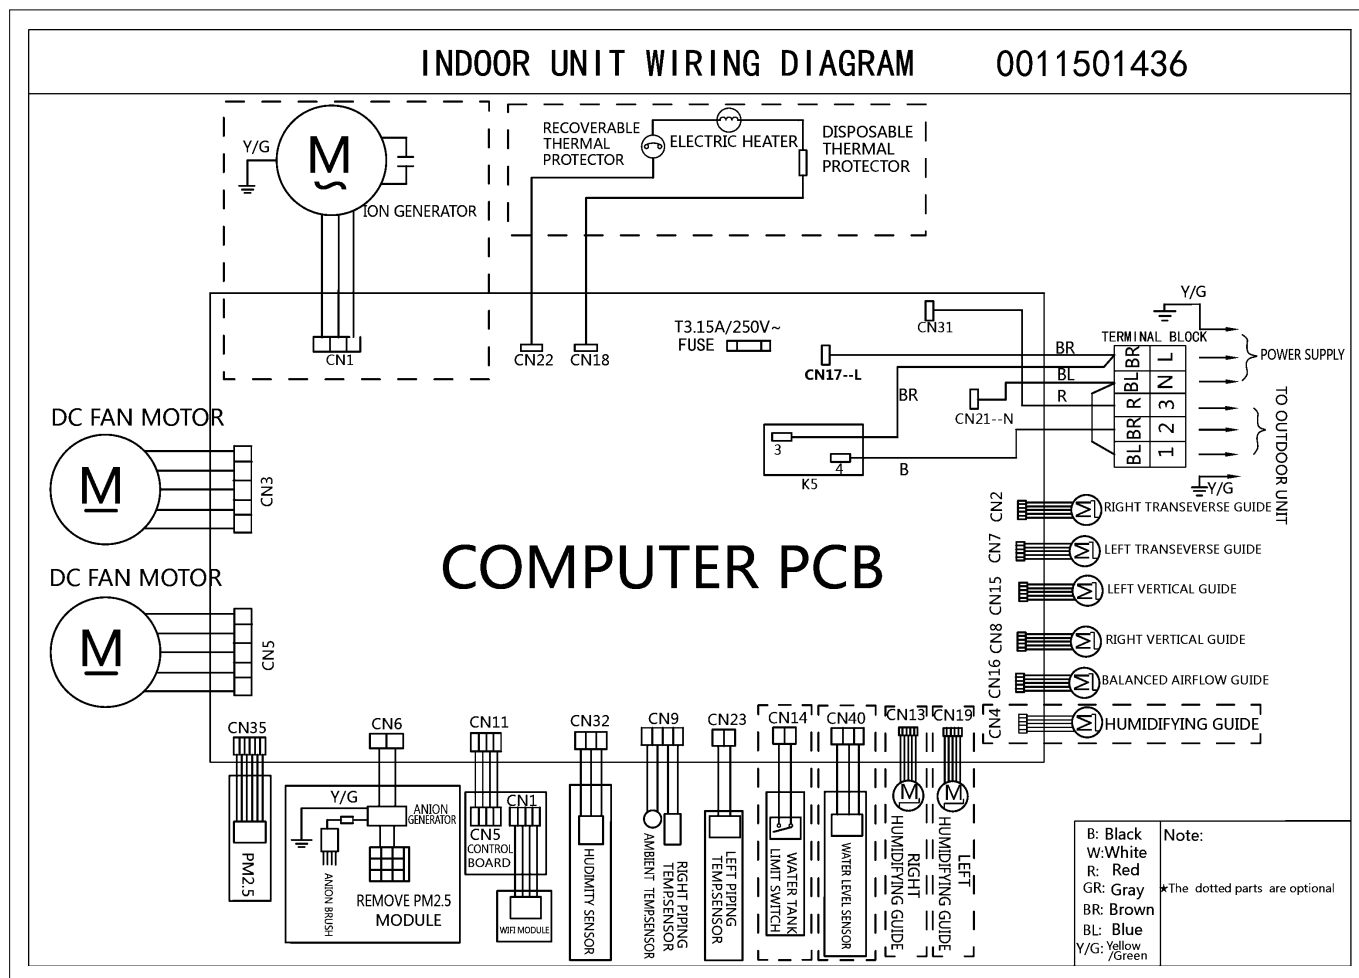 INDOOR UNIT WIRING DIAGRAM 0011501436
Y/G
M
ION GENERATOR
CN1
RECOVERABLE
THERMAL
PROTECTOR
ELECTRIC HEATER
DISPOSABLE
THERMAL
PROTECTOR
CN22
CN18
T3.15A/250V~
FUSE
CN31
CN17--L
CN21--N
BR
BL
R
BR
B
3
4
K5
Y/G
TERMINAL BLOCK
BR L
BL N
R 3
BR 2
BL 1
POWER SUPPLY
TO OUTDOOR UNIT
Y/G
DC FAN MOTOR
M
CN3
DC FAN MOTOR
M
CN5
COMPUTER PCB
CN2 M RIGHT TRANSEVERSE GUIDE
CN7 M LEFT TRANSEVERSE GUIDE
CN15 M LEFT VERTICAL GUIDE
CN8 M RIGHT VERTICAL GUIDE
CN16 M BALANCED AIRFLOW GUIDE
CN4 M HUMIDIFYING GUIDE
CN35
PM2.5
CN6
Y/G
ANION
GENERATOR
ANION BRUSH
REMOVE PM2.5
MODULE
CN11
CN5
CONTROL
BOARD
CN1
WIFI MODULE
CN32
HUDIMITY SENSOR
CN9
AMBIENT TEMP.SENSOR
RIGHT PIPING
TEMP.SENSOR
CN23
LEFT PIPING
TEMP.SENSOR
CN14
WATER TANK
LIMIT SWITCH
CN40
WATER LEVEL SENSOR
CN13
M
RIGHT
HUMIDIFYING GUIDE
CN19
M
LEFT
HUMIDIFYING GUIDE
B: Black
W:White
R: Red
GR: Gray
BR: Brown
BL: Blue
Y/G: Yellow
/Green
Note:
★The dotted parts are optional